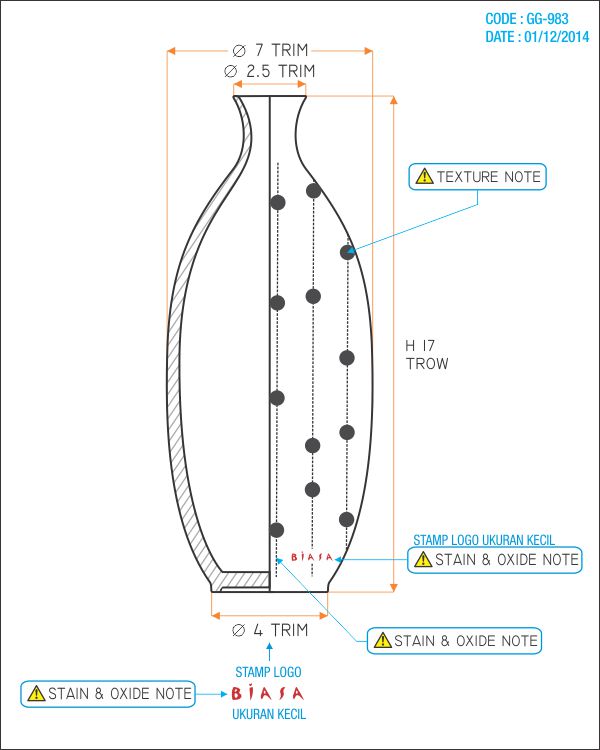 CODE : GG-983
DATE : 01/12/2014
Ø 7 TRIM
Ø 2.5 TRIM
TEXTURE NOTE
H 17
TROW
STAMP LOGO UKURAN KECIL
BIASA
STAIN & OXIDE NOTE
Ø 4 TRIM
STAIN & OXIDE NOTE
STAMP LOGO
STAIN & OXIDE NOTE
BIASA
UKURAN KECIL